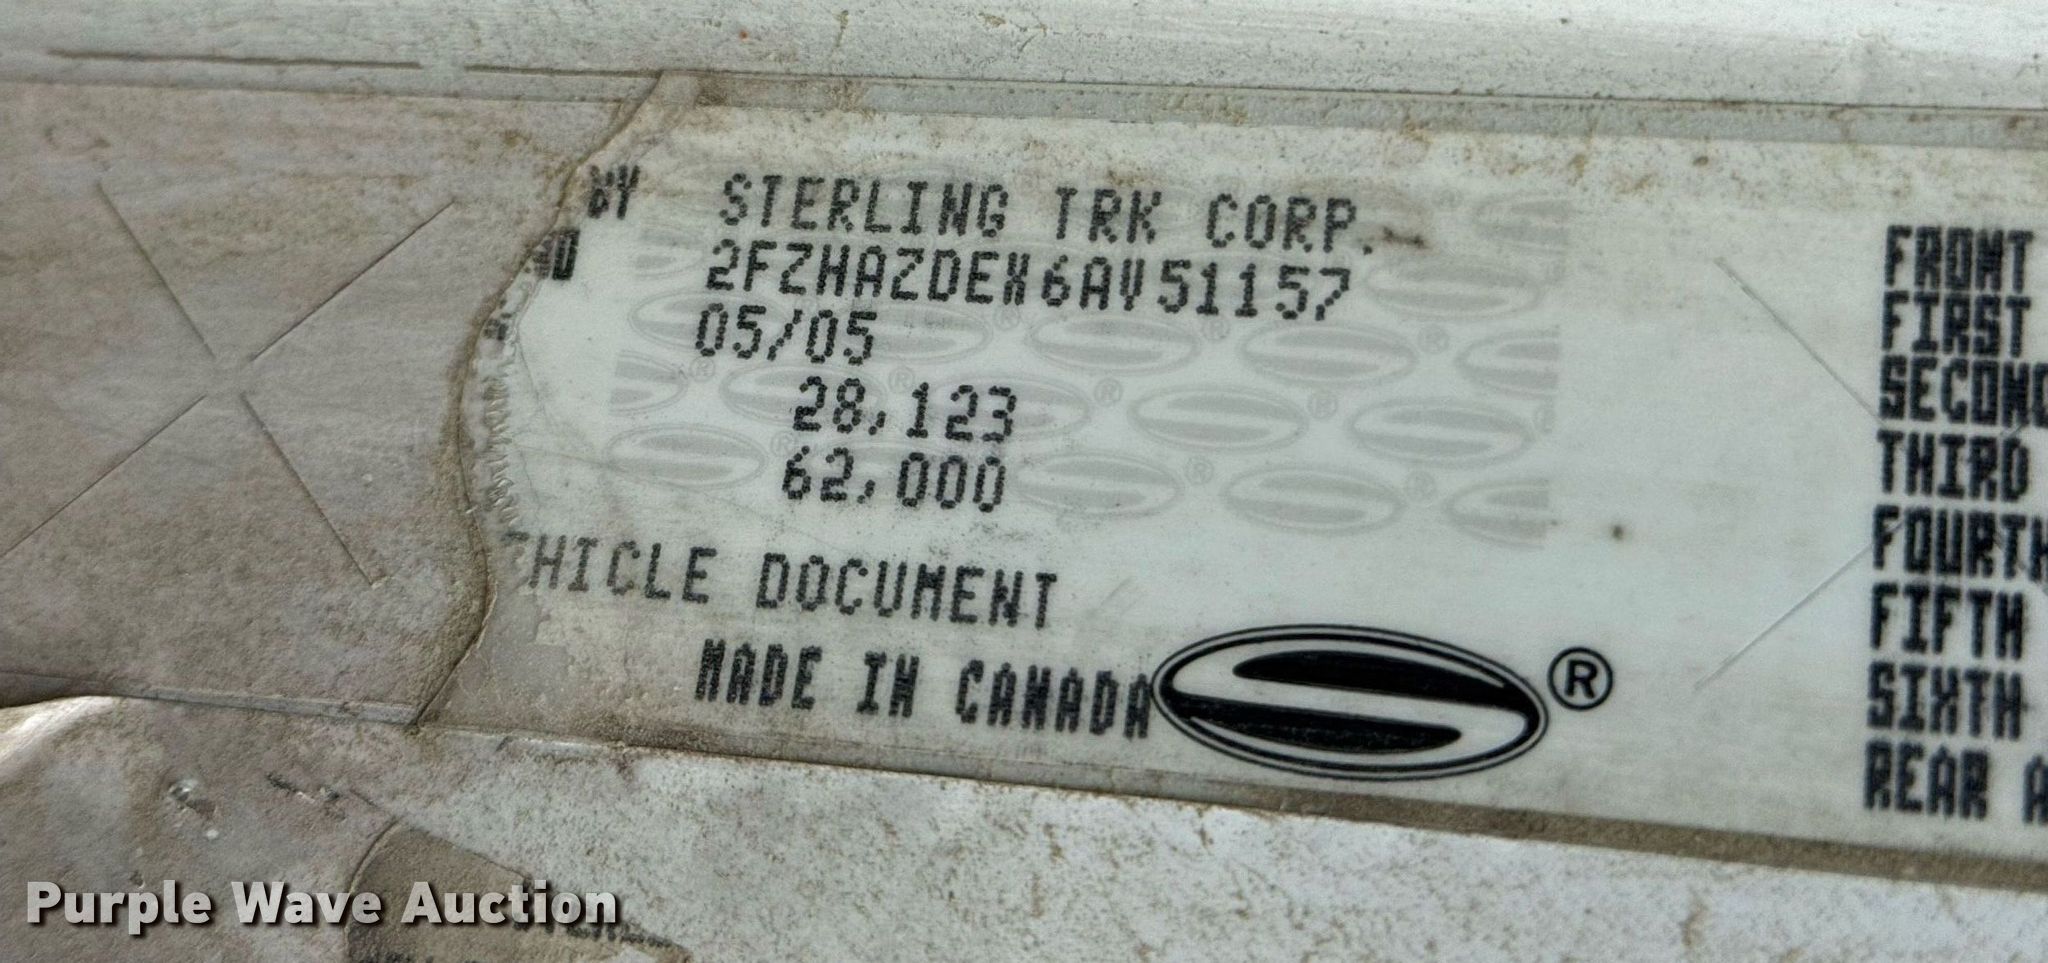 BY STERLING TRK CORP.
2FZHAZDEX6AV51157
05/05
28,123
62,000
HICLE DOCUMENT
MADE IN CANADA ®
FRONT
FIRST
SECOND
THIRD
FOURTH
FIFTH
SIXTH
REAR A
Purple Wave Auction